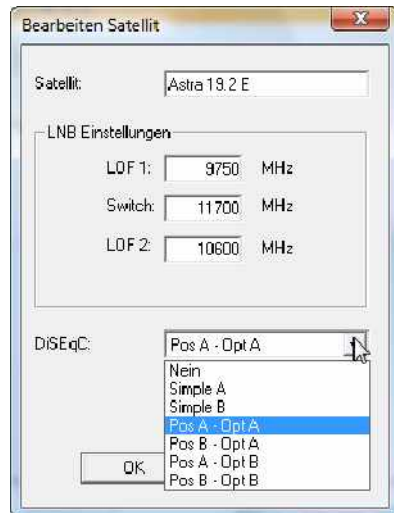 Bearbeiten Satellit
Satellit: Astra 19.2 E
LNB Einstellungen
LOF 1: 9750 MHz
Switch: 11700 MHz
LOF 2: 10600 MHz
DiSEqC: Pos A - Opt A
Nein
Simple A
Simple B
Pos A - Opt A
Pos B - Opt A
Pos A - Opt B
Pos B - Opt B
OK